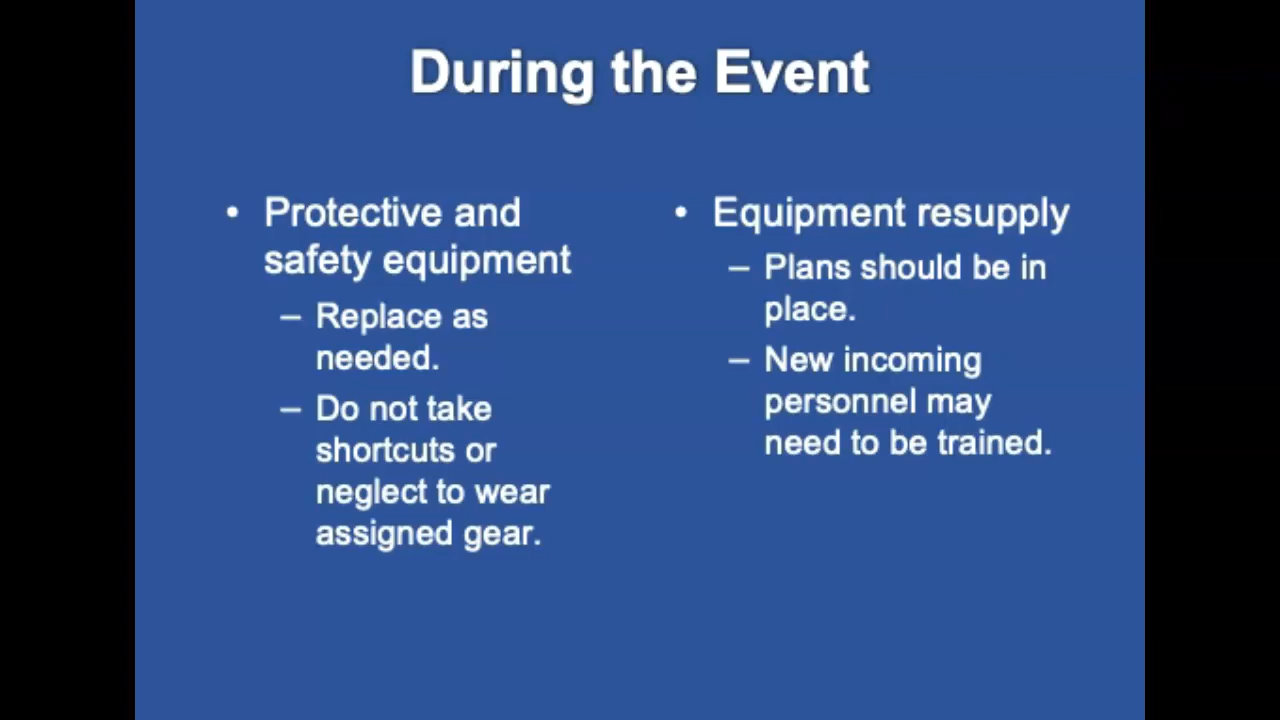 During the Event
• Protective and
safety equipment
– Replace as
needed.
– Do not take
shortcuts or
neglect to wear
assigned gear.
• Equipment resupply
– Plans should be in
place.
– New incoming
personnel may
need to be trained.